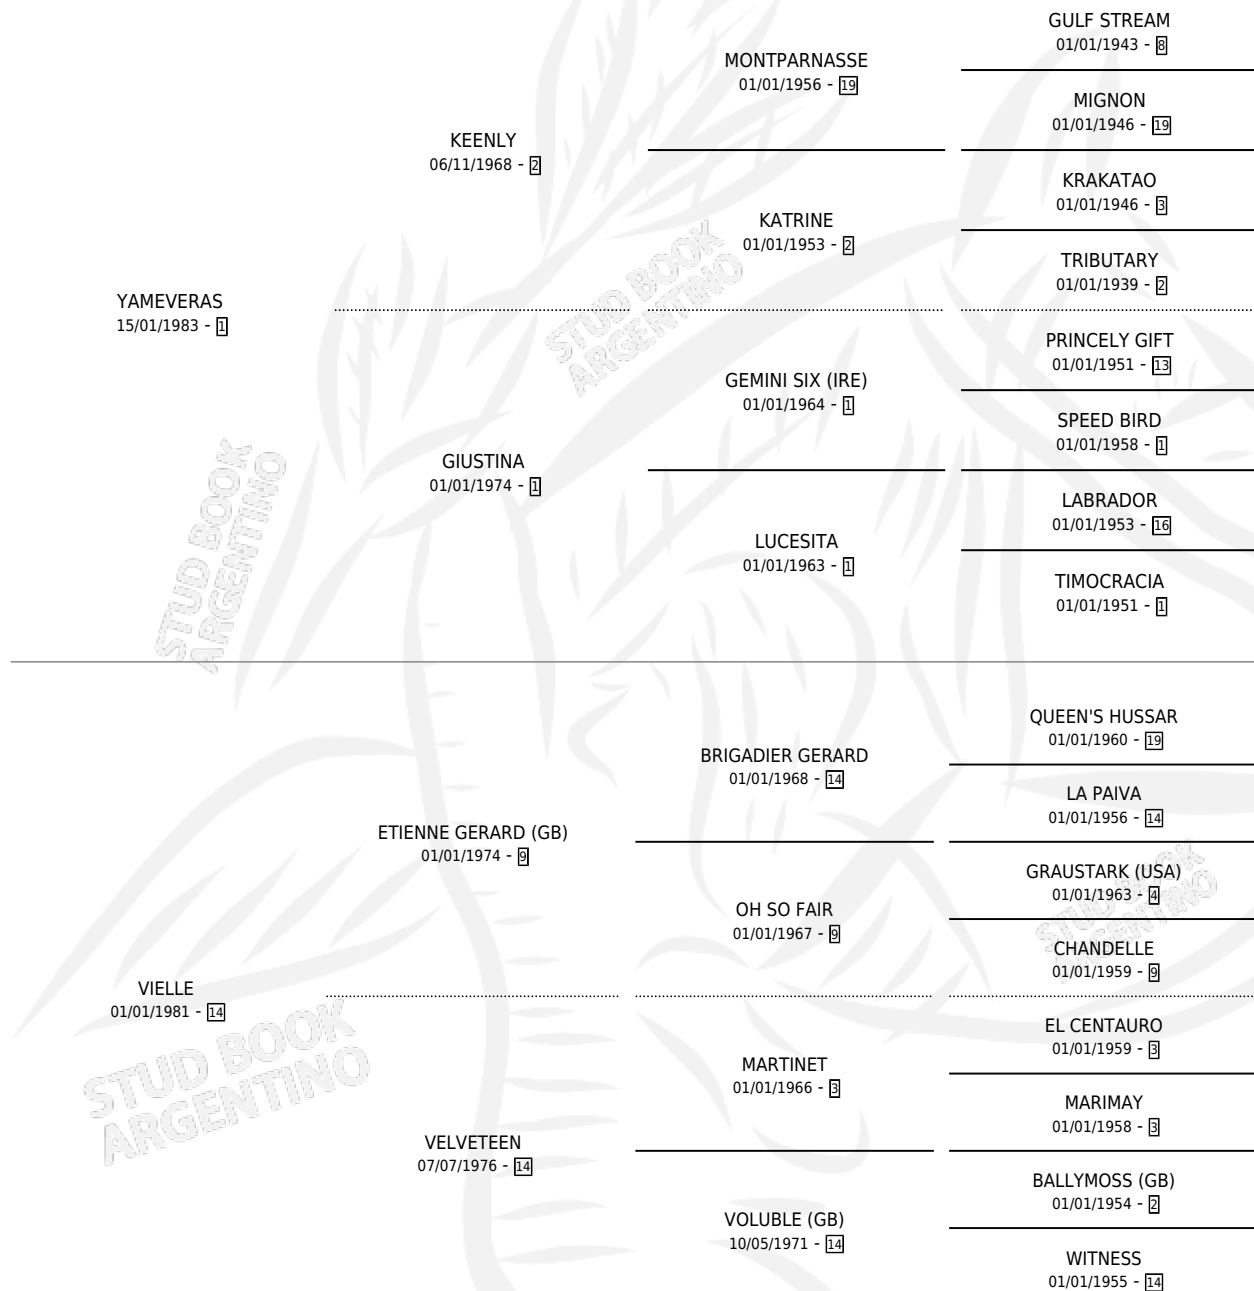 GULF STREAM
01/01/1943 - 8
MONTPARNASSE
01/01/1956 - 19
MIGNON
01/01/1946 - 19
KEENLY
06/11/1968 - 2
KRAKATAO
01/01/1946 - 3
KATRINE
01/01/1953 - 2
TRIBUTARY
01/01/1939 - 2
YAMEVERAS
15/01/1983 - 1
STUD BOOK
ARGENTINO
PRINCELY GIFT
01/01/1951 - 13
GEMINI SIX (IRE)
01/01/1964 - 1
SPEED BIRD
01/01/1958 - 1
GIUSTINA
01/01/1974 - 1
LABRADOR
01/01/1953 - 16
LUCESITA
01/01/1963 - 1
TIMOCRACIA
01/01/1951 - 1
STUD BOOK
ARGENTINO
QUEEN'S HUSSAR
01/01/1960 - 19
BRIGADIER GERARD
01/01/1968 - 14
LA PAIVA
01/01/1956 - 14
ETIENNE GERARD (GB)
01/01/1974 - 9
GRAUSTARK (USA)
01/01/1963 - 4
OH SO FAIR
01/01/1967 - 9
STUD BOOK
ARGENTINO
CHANDELLE
01/01/1959 - 9
VIELLE
01/01/1981 - 14
EL CENTAURO
01/01/1959 - 3
MARTINET
01/01/1966 - 3
STUD BOOK
ARGENTINO
MARIMAY
01/01/1958 - 3
VELVETEEN
07/07/1976 - 14
BALLYMOSS (GB)
01/01/1954 - 2
VOLUBLE (GB)
10/05/1971 - 14
WITNESS
01/01/1955 - 14